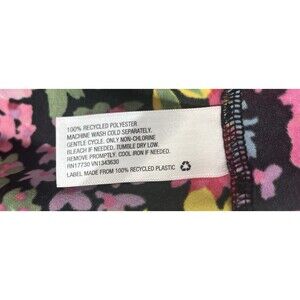 100% RECYCLED POLYESTER.
MACHINE WASH COLD SEPARATELY.
GENTLE CYCLE. ONLY NON-CHLORINE
BLEACH IF NEEDED, TUMBLE DRY LOW.
REMOVE PROMPTLY. COOL IRON IF NEEDED.
RN17730 VN1343630
LABEL MADE FROM 100% RECYCLED PLASTIC